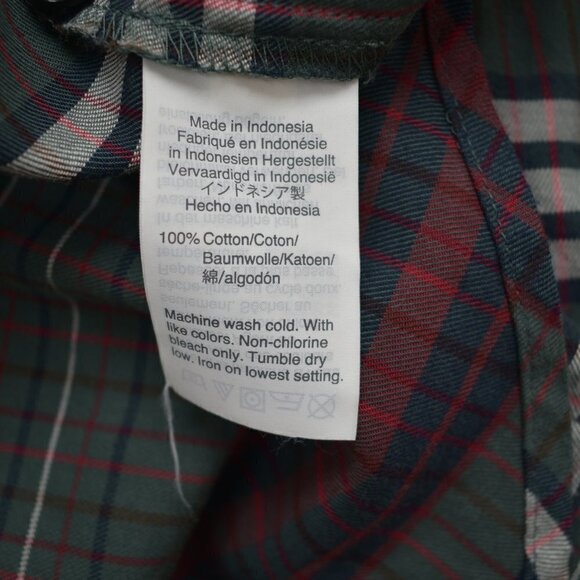 Made in Indonesia
Fabriqué en Indonésie
in Indonesien Hergestellt
Vervaardigd in Indonesië
インドネシア製
Hecho en Indonesia
100% Cotton/Coton/
Baumwolle/Katoen/
綿/algodón
Machine wash cold. With
like colors. Non-chlorine
bleach only. Tumble dry
low. Iron on lowest setting.